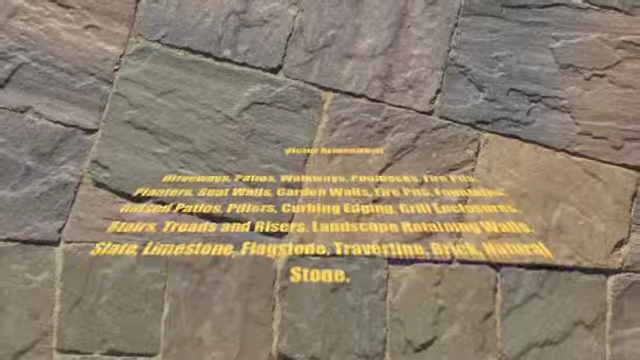 Driveways, Patios, Walkways, Pooldecks, Fire Pits,
Planters, Seat Walls, Garden Walls, Fire Pits, Fountains,
Raised Patios, Pillars, Curbing Edging, Grill Enclosures,
Stairs, Treads and Risers, Landscape Retaining Walls,
Slate, Limestone, Flagstone, Travertine, Brick, Natural
Stone.